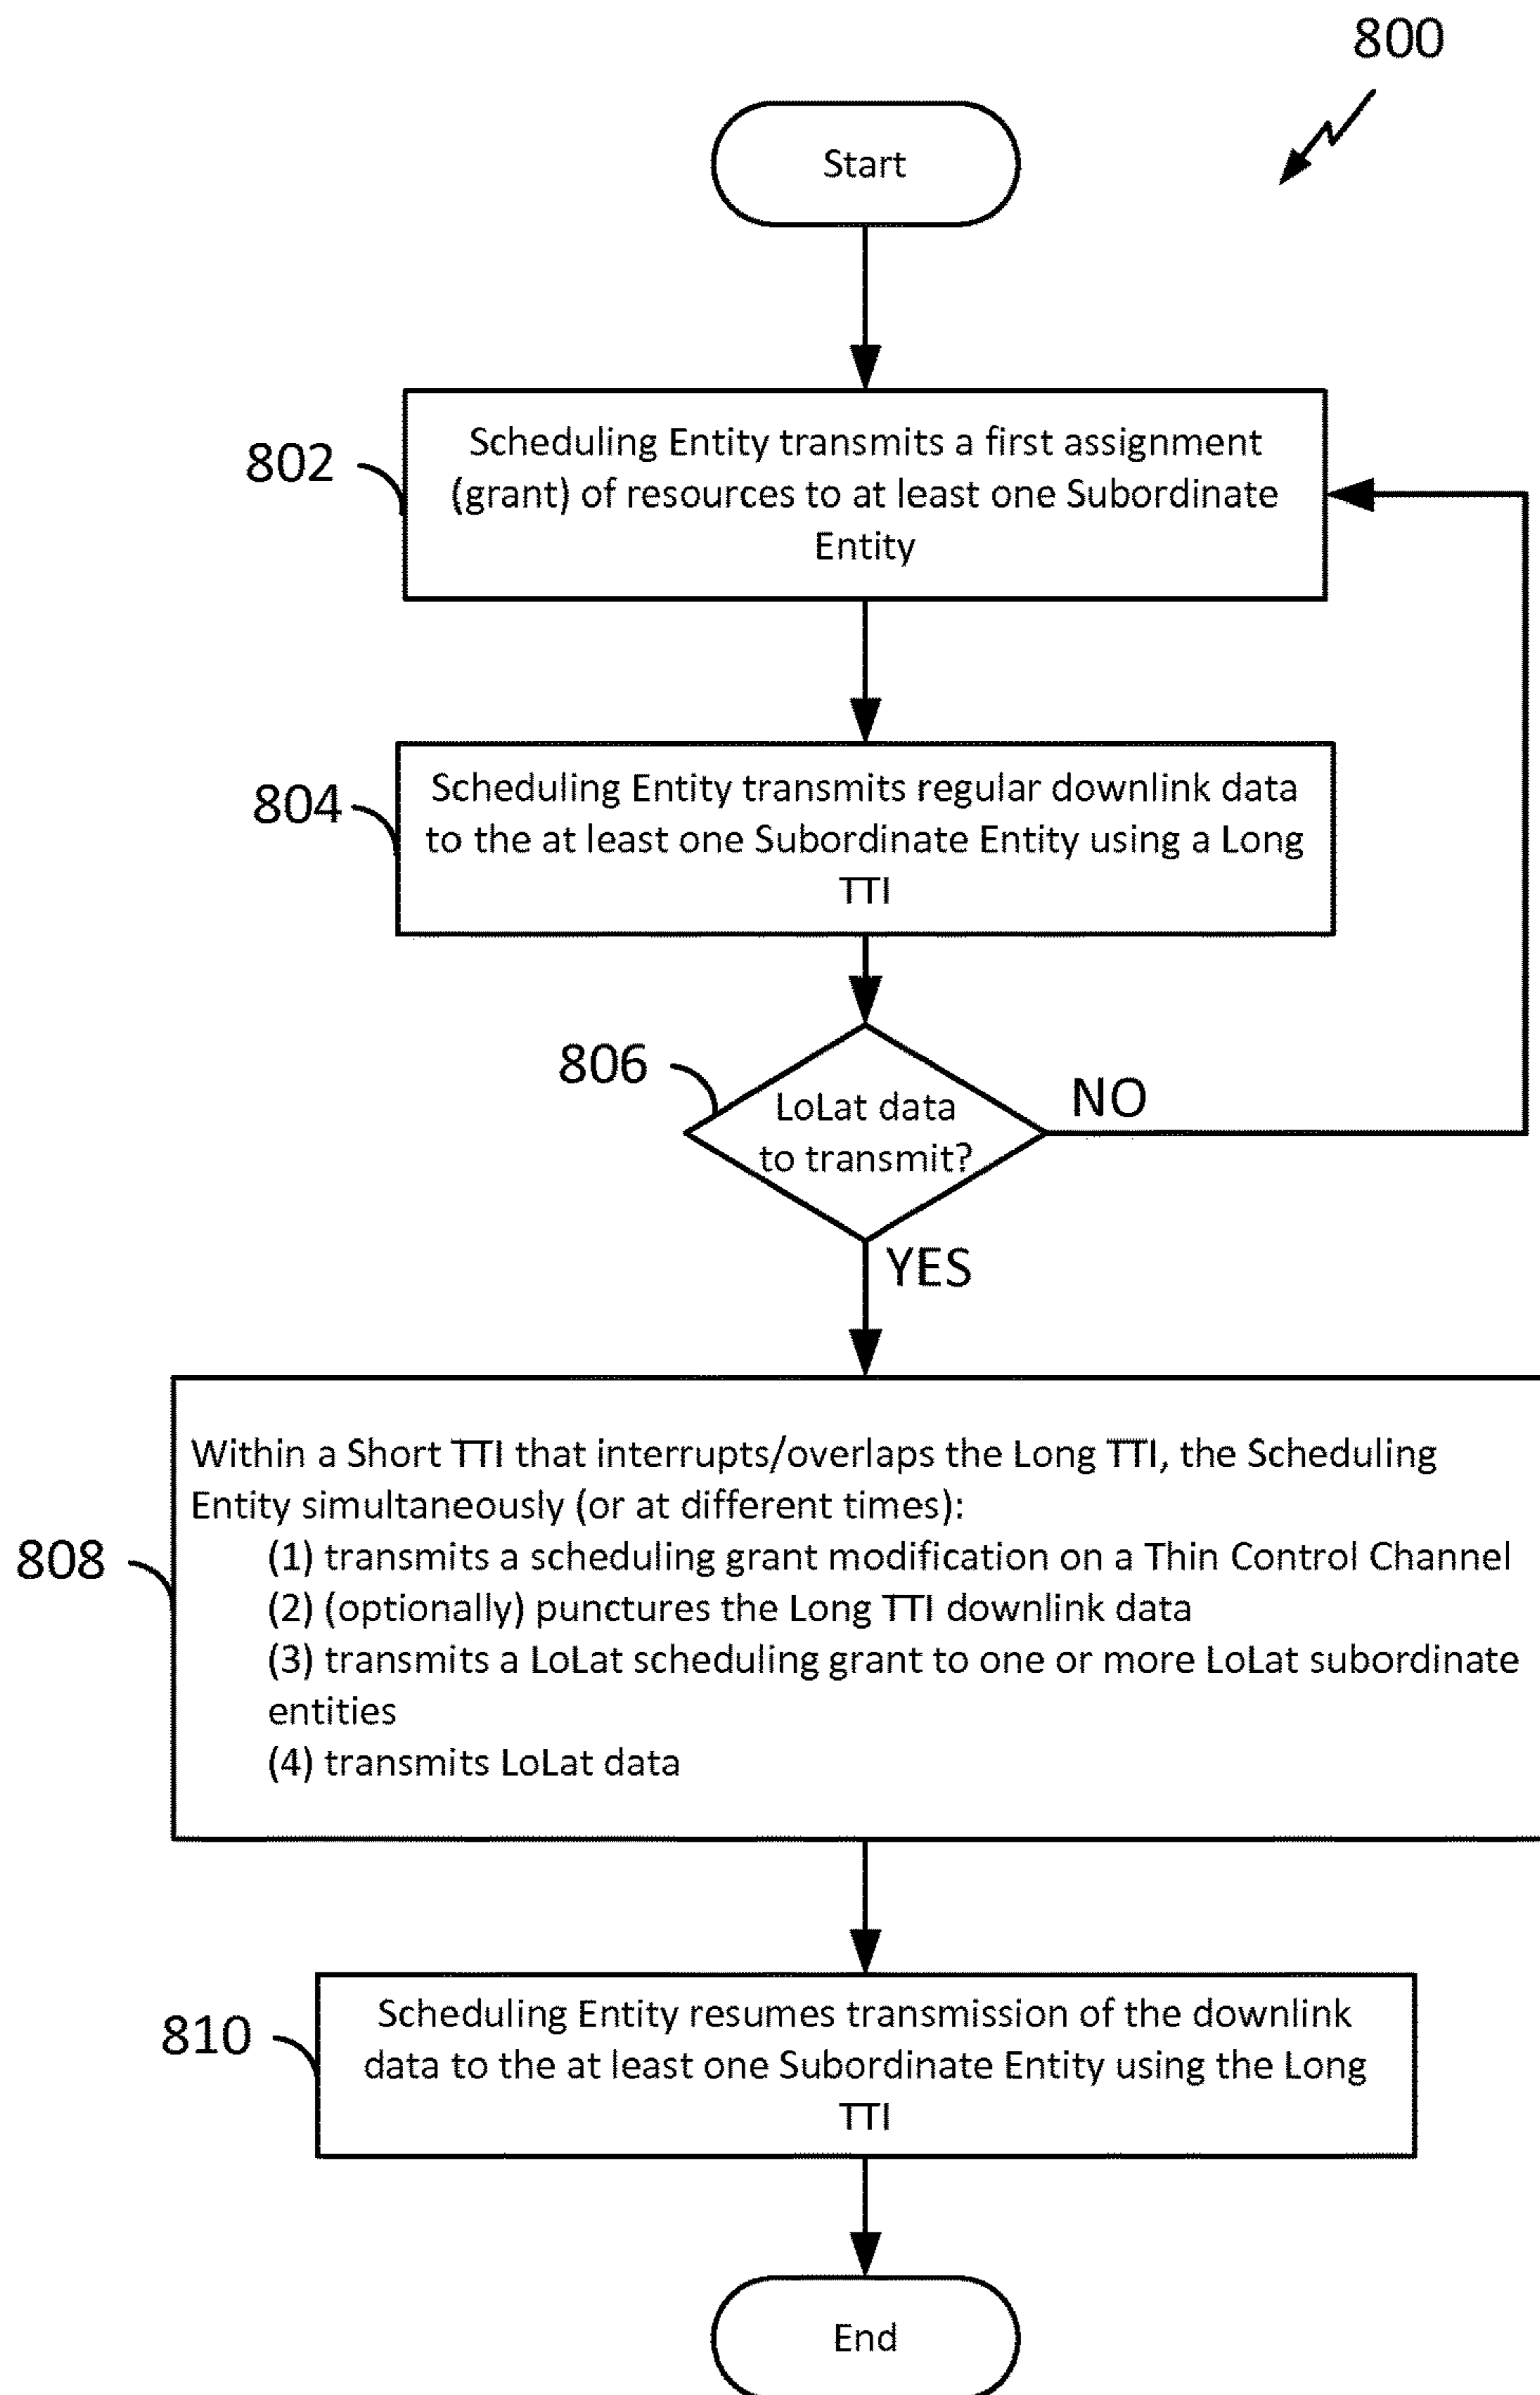 800
Start
802
Scheduling Entity transmits a first assignment
(grant) of resources to at least one Subordinate
Entity
804
Scheduling Entity transmits regular downlink data
to the at least one Subordinate Entity using a Long
TTI
806
LoLat data
to transmit?
NO
YES
808
Within a Short TTI that interrupts/overlaps the Long TTI, the Scheduling
Entity simultaneously (or at different times):
(1) transmits a scheduling grant modification on a Thin Control Channel
(2) (optionally) punctures the Long TTI downlink data
(3) transmits a LoLat scheduling grant to one or more LoLat subordinate
entities
(4) transmits LoLat data
810
Scheduling Entity resumes transmission of the downlink
data to the at least one Subordinate Entity using the Long
TTI
End